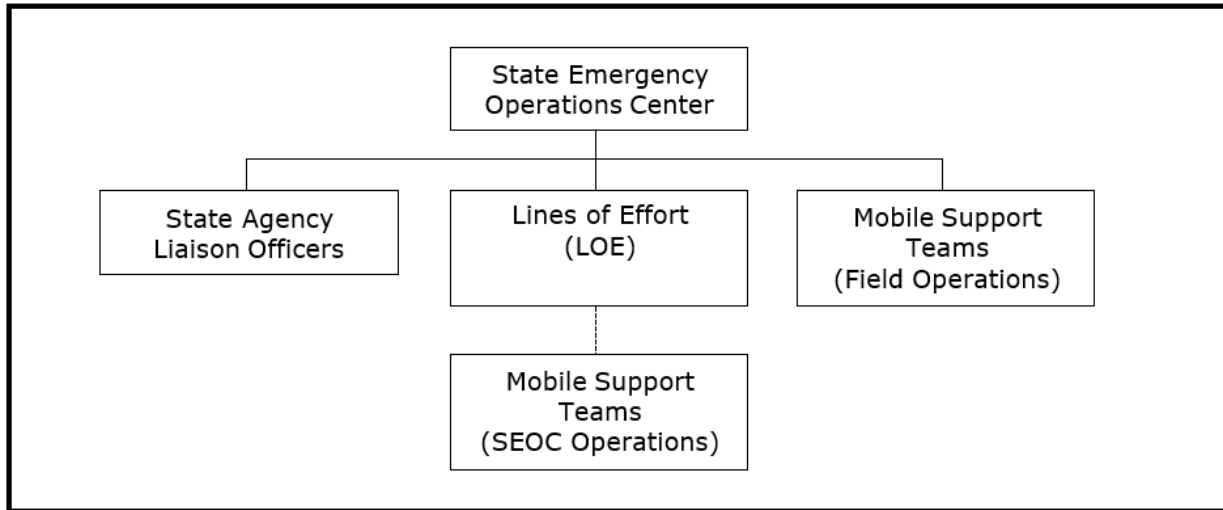 State Emergency
Operations Center
State Agency
Liaison Officers
Lines of Effort
(LOE)
Mobile Support
Teams
(Field Operations)
Mobile Support
Teams
(SEOC Operations)